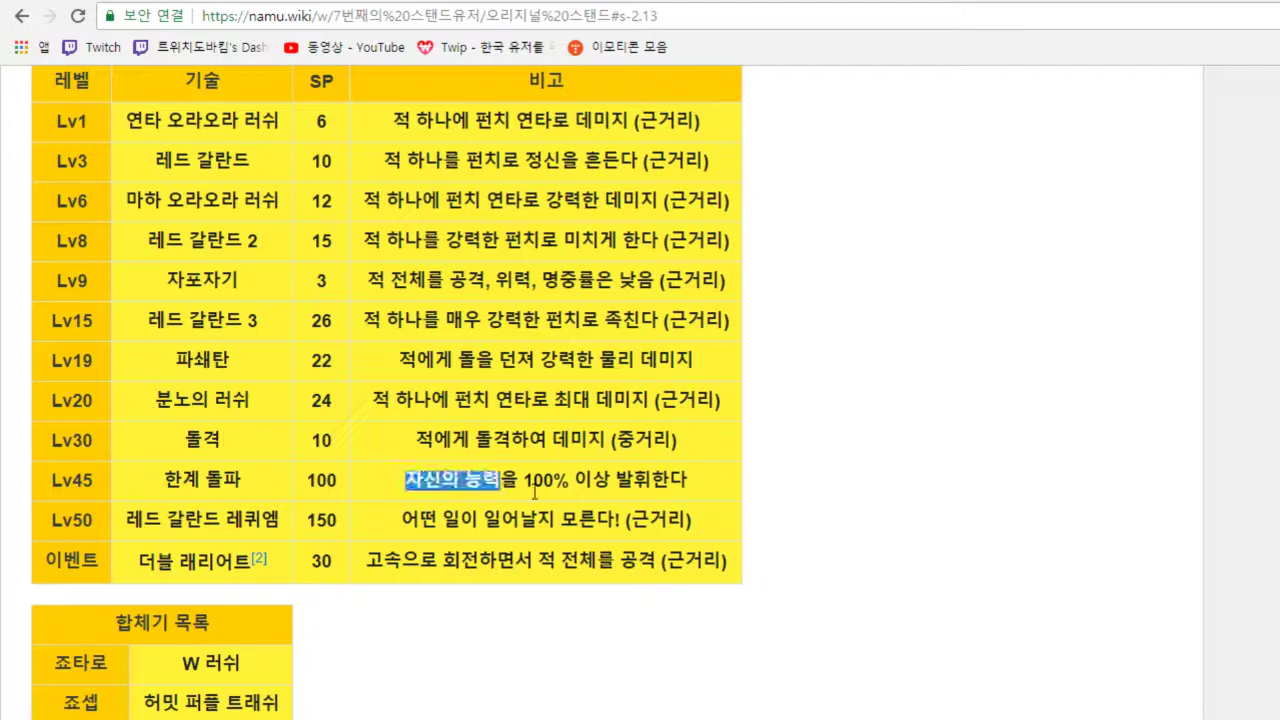 보안 연결 https://namu.wiki/w/7번째의%20스탠드유저/오리지널%20스탠드#s-2.13
앱 Twitch 트위치도바킴's Dash 동영상 - YouTube Twip - 한국 유저를 이모티콘 모음
레벨 기술 SP 비고
Lv1 연타 오라오라 러쉬 6 적 하나에 펀치 연타로 데미지 (근거리)
Lv3 레드 갈란드 10 적 하나를 펀치로 정신을 흔든다 (근거리)
Lv6 마하 오라오라 러쉬 12 적 하나에 펀치 연타로 강력한 데미지 (근거리)
Lv8 레드 갈란드 2 15 적 하나를 강력한 펀치로 미치게 한다 (근거리)
Lv9 자포자기 3 적 전체를 공격, 위력, 명중률은 낮음 (근거리)
Lv15 레드 갈란드 3 26 적 하나를 매우 강력한 펀치로 족친다 (근거리)
Lv19 파쇄탄 22 적에게 돌을 던져 강력한 물리 데미지
Lv20 분노의 러쉬 24 적 하나에 펀치 연타로 최대 데미지 (근거리)
Lv30 돌격 10 적에게 돌격하여 데미지 (중거리)
Lv45 한계 돌파 100 자신의 능력을 100% 이상 발휘한다
Lv50 레드 갈란드 레퀴엠 150 어떤 일이 일어날지 모른다! (근거리)
이벤트 더블 래리어트[2] 30 고속으로 회전하면서 적 전체를 공격 (근거리)
합체기 목록
죠타로 W 러쉬
죠셉 허밋 퍼플 트래쉬